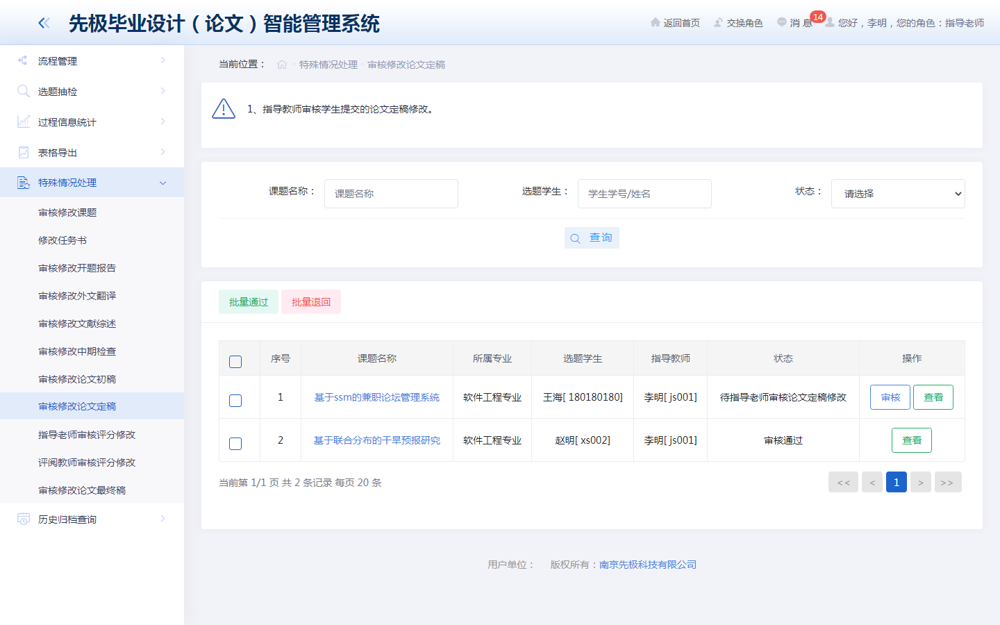 先极毕业设计（论文）智能管理系统
返回首页 交换角色 消 息 14 您好，李明，您的角色：指导老师
流程管理
选题抽检
过程信息统计
表格导出
特殊情况处理
审核修改课题
修改任务书
审核修改开题报告
审核修改外文翻译
审核修改文献综述
审核修改中期检查
审核修改论文初稿
审核修改论文定稿
指导老师审核评分修改
评阅教师审核评分修改
审核修改论文最终稿
历史归档查询
当前位置： 特殊情况处理 审核修改论文定稿
1、指导教师审核学生提交的论文定稿修改。
课题名称： 课题名称 选题学生： 学生学号/姓名 状态： 请选择
查询
批量通过 批量退回
序号 课题名称 所属专业 选题学生 指导教师 状态 操作
1 基于ssm的兼职论坛管理系统 软件工程专业 王海[ 180180180] 李明[ js001] 待指导老师审核论文定稿修改 审核 查看
2 基于联合分布的干旱预报研究 软件工程专业 赵明[ xs002] 李明[ js001] 审核通过 查看
当前第 1/1 页 共 2 条记录 每页 20 条 << < 1 > >>
用户单位： 版权所有：南京先极科技有限公司